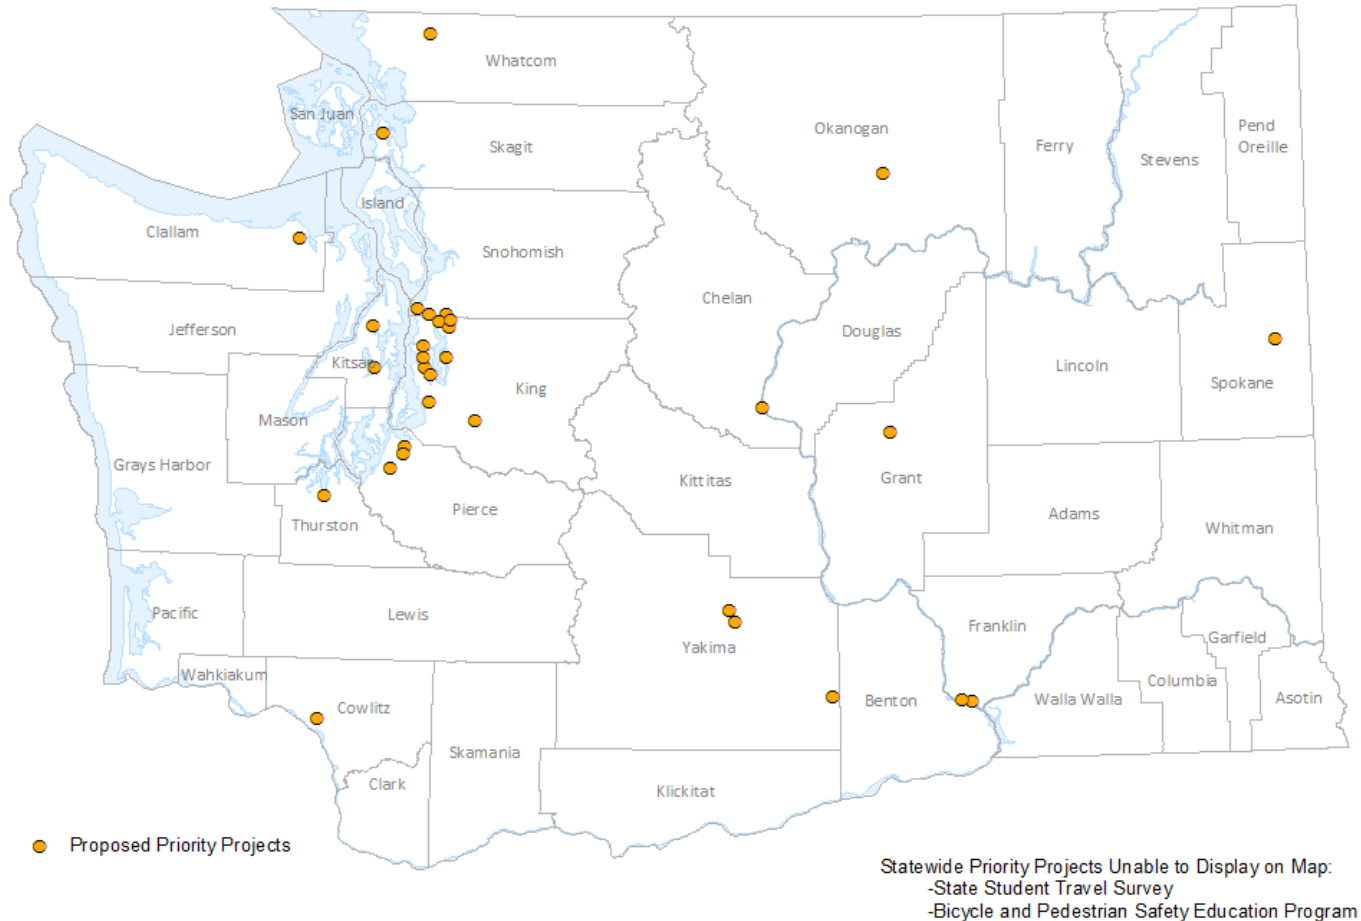 Whatcom
San Juan
Skagit
Okanogan
Ferry
Stevens
Pend
Oreille
Island
Clallam
Snohomish
Chelan
Jefferson
Douglas
Kitsap
King
Lincoln
Spokane
Mason
Grays Harbor
Kittitas
Grant
Pierce
Thurston
Adams
Whitman
Pacific
Lewis
Yakima
Franklin
Garfield
Wahkiakum
Cowlitz
Benton
Walla Walla
Columbia
Asotin
Skamania
Clark
Klickitat
Proposed Priority Projects
Statewide Priority Projects Unable to Display on Map:
-State Student Travel Survey
-Bicycle and Pedestrian Safety Education Program